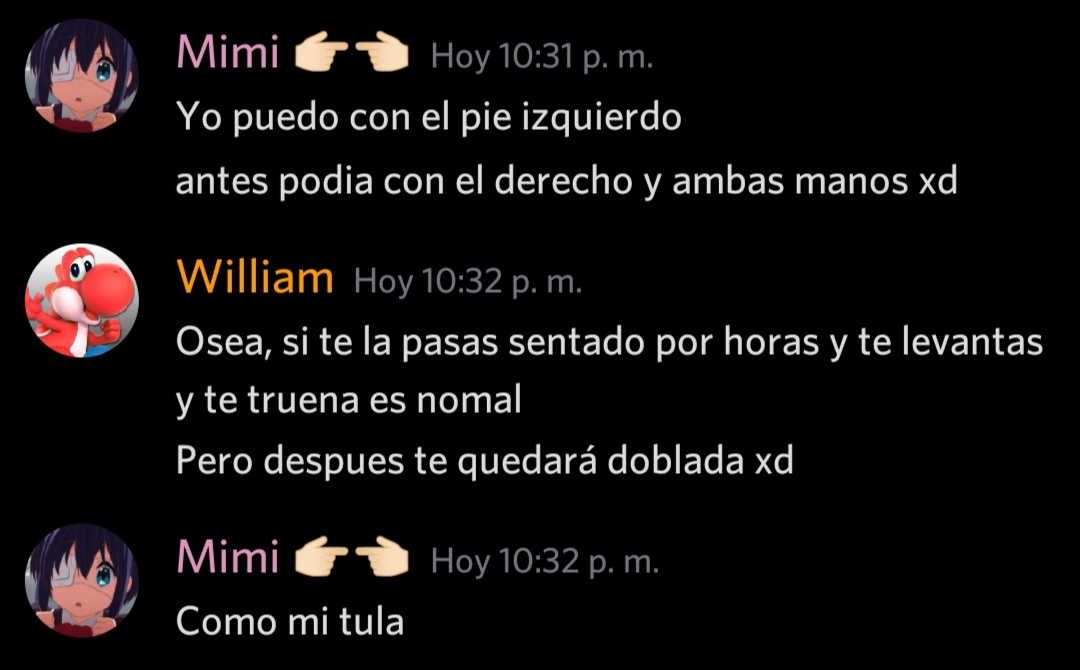 Mimi 👉🏻👈🏻 Hoy 10:31 p. m.
Yo puedo con el pie izquierdo
antes podia con el derecho y ambas manos xd
William Hoy 10:32 p. m.
Osea, si te la pasas sentado por horas y te levantas
y te truena es nomal
Pero despues te quedará doblada xd
Mimi 👉🏻👈🏻 Hoy 10:32 p. m.
Como mi tula